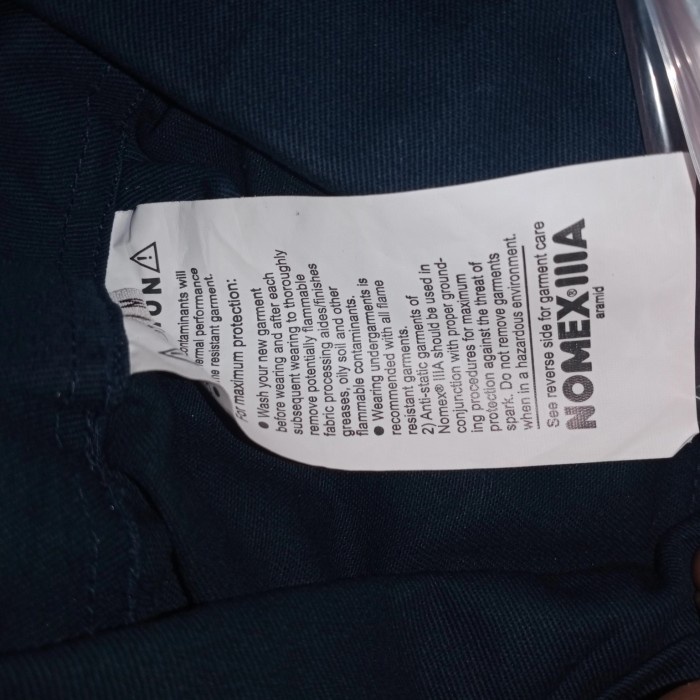 ontaminants will
ermal performance
resistant garment.
For maximum protection:
● Wash your new garment
before wearing and after each
subsequent wearing to thoroughly
remove potentially flammable
fabric processing aides/finishes
greases, oily soil and other
flammable contaminants.
● Wearing undergarments is
recommended with all flame
resistant garments.
2) Anti-static garments of
Nomex® IIIA should be used in
conjunction with proper ground-
ing procedures for maximum
protection against the threat of
spark. Do not remove garments
when in a hazardous environment.
See reverse side for garment care
NOMEX®IIIA
aramid